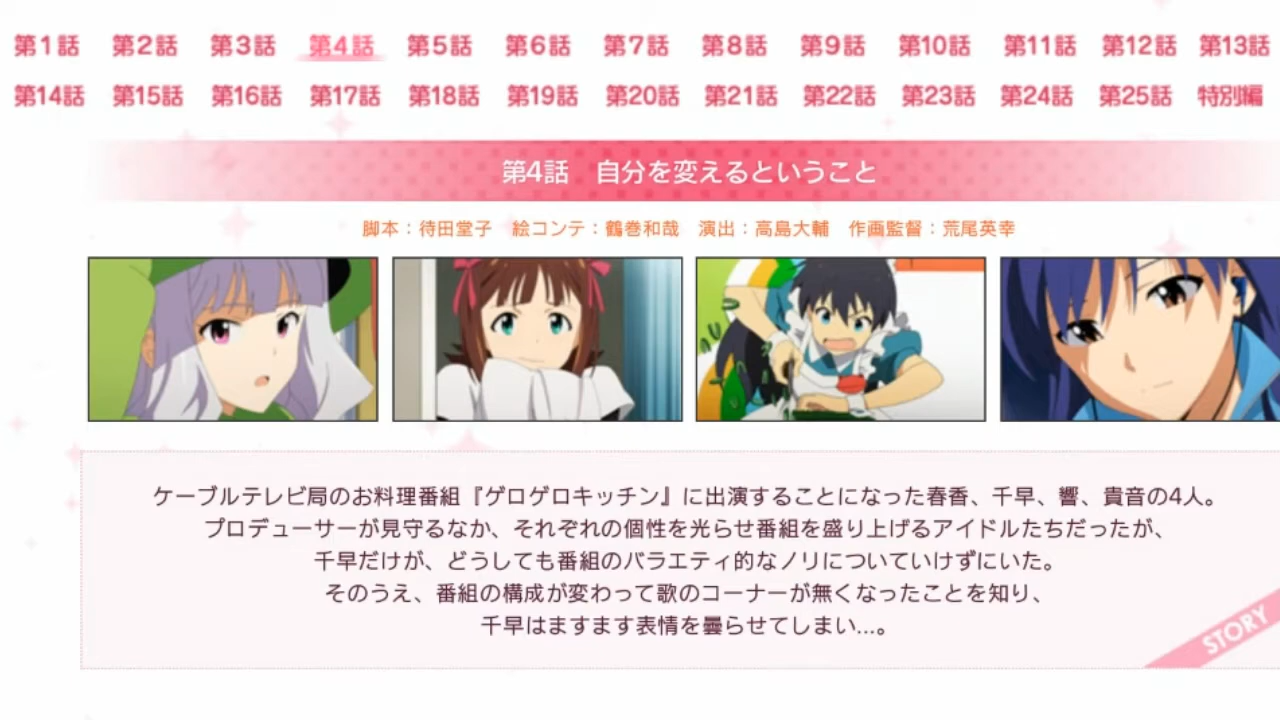 第1話 第2話 第3話 第4話 第5話 第6話 第7話 第8話 第9話 第10話 第11話 第12話 第13話
第14話 第15話 第16話 第17話 第18話 第19話 第20話 第21話 第22話 第23話 第24話 第25話 特別編
第4話　自分を変えるということ
脚本：待田堂子　絵コンテ：鶴巻和哉　演出：高島大輔　作画監督：荒尾英幸
ケーブルテレビ局のお料理番組『ゲロゲロキッチン』に出演することになった春香、千早、響、貴音の4人。
プロデューサーが見守るなか、それぞれの個性を光らせ番組を盛り上げるアイドルたちだったが、
千早だけが、どうしても番組のバラエティ的なノリについていけずにいた。
そのうえ、番組の構成が変わって歌のコーナーが無くなったことを知り、
千早はますます表情を曇らせてしまい…。
STORY